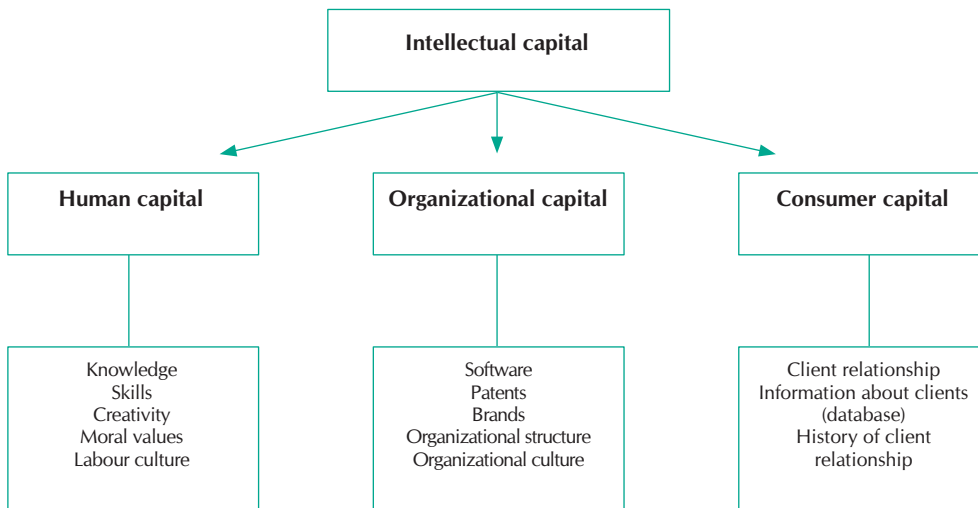 Intellectual capital
Human capital
Organizational capital
Consumer capital
Knowledge
Skills
Creativity
Moral values
Labour culture
Software
Patents
Brands
Organizational structure
Organizational culture
Client relationship
Information about clients
(database)
History of client
relationship